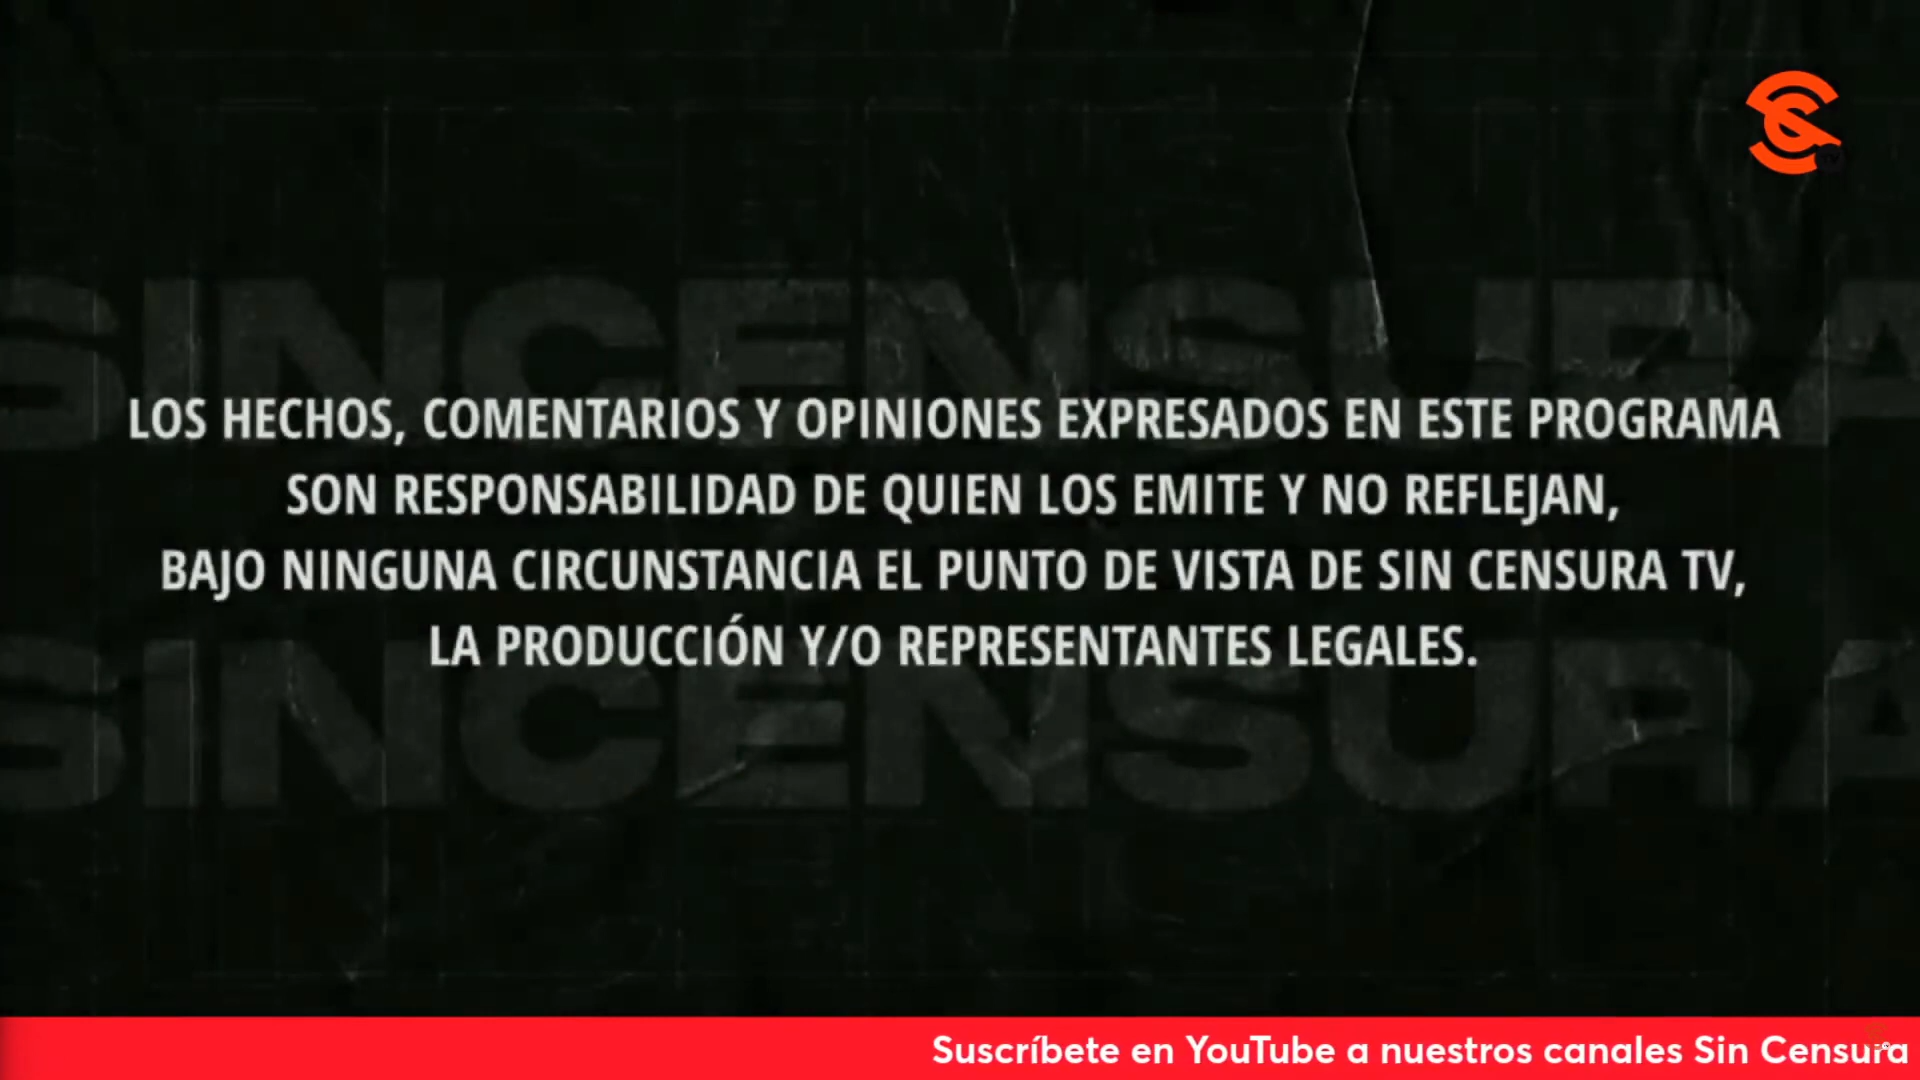 SINCENSURA
LOS HECHOS, COMENTARIOS Y OPINIONES EXPRESADOS EN ESTE PROGRAMA
SON RESPONSABILIDAD DE QUIEN LOS EMITE Y NO REFLEJAN,
BAJO NINGUNA CIRCUNSTANCIA EL PUNTO DE VISTA DE SIN CENSURA TV,
LA PRODUCCIÓN Y/O REPRESENTANTES LEGALES.
SINCENSURA
Suscríbete en YouTube a nuestros canales Sin Censura